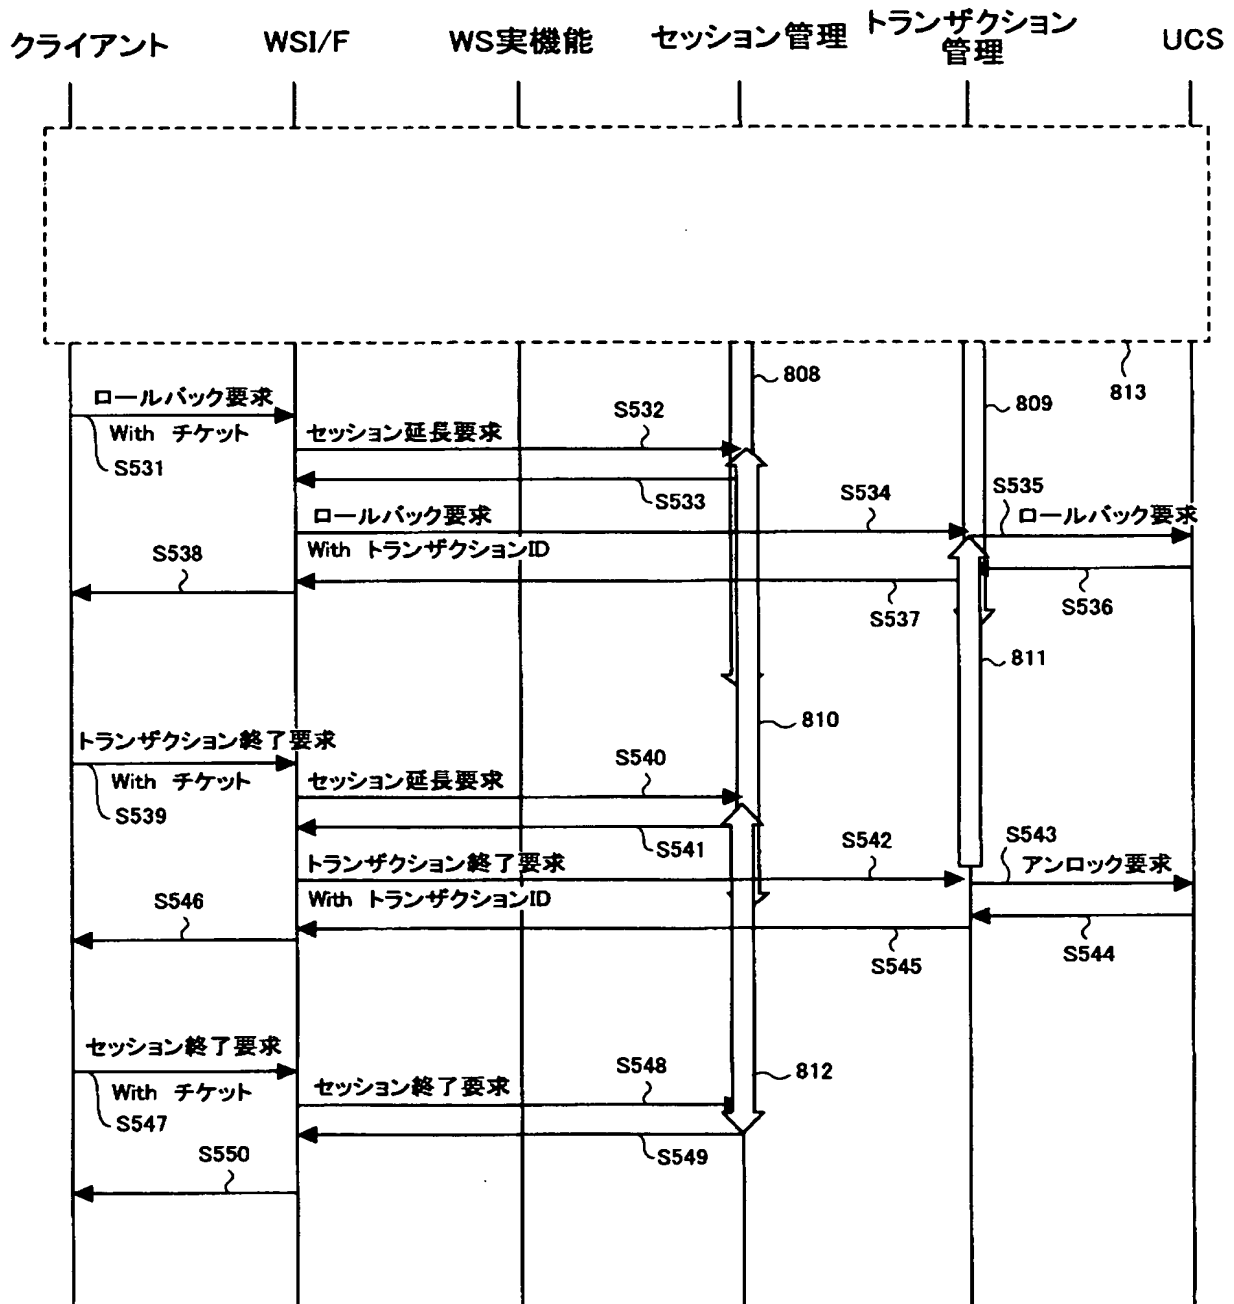 クライアント
WSI/F
WS実機能
セッション管理
トランザクション
管理
UCS
808
813
809
ロールバック要求
With チケット
S531
セッション延長要求
S532
S533
ロールバック要求
With トランザクションID
S534
S535
ロールバック要求
S538
S537
S536
811
810
トランザクション終了要求
With チケット
S539
セッション延長要求
S540
S541
トランザクション終了要求
With トランザクションID
S542
S543
アンロック要求
S546
S545
S544
セッション終了要求
With チケット
S547
セッション終了要求
S548
812
S549
S550